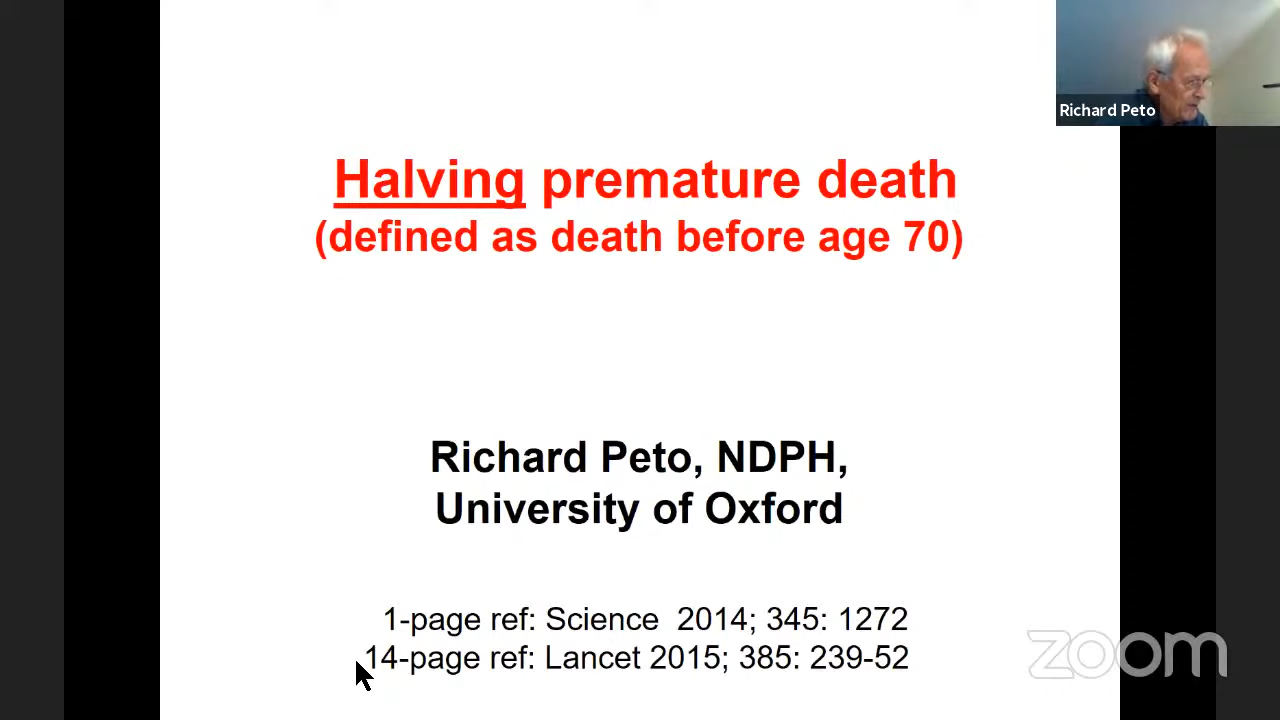 Richard Peto
Halving premature death
(defined as death before age 70)
Richard Peto, NDPH,
University of Oxford
1-page ref: Science 2014; 345: 1272
14-page ref: Lancet 2015; 385: 239-52
zoom